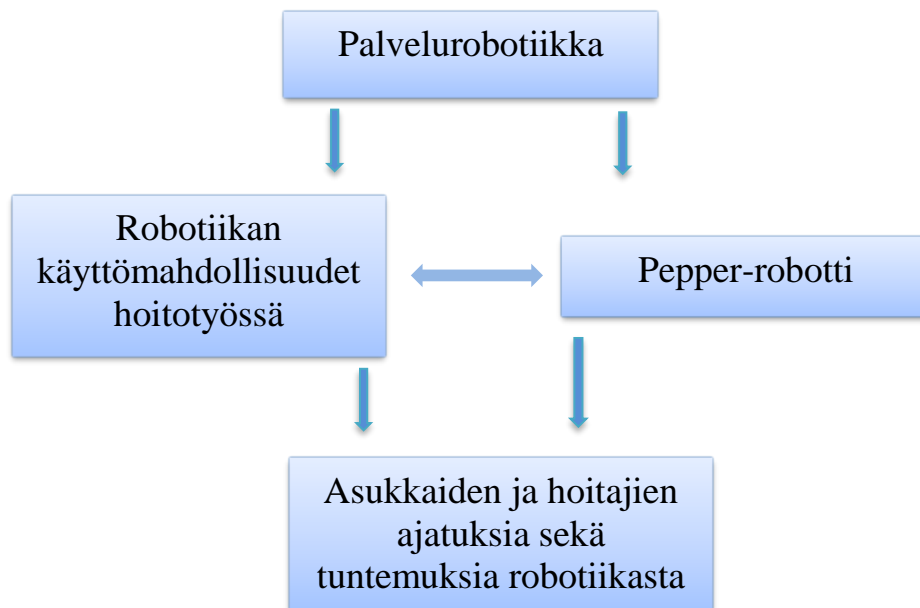 Palvelurobotiikka
Robotiikan
käyttömahdollisuudet
hoitotyössä
Pepper-robotti
Asukkaiden ja hoitajien
ajatuksia sekä
tuntemuksia robotiikasta